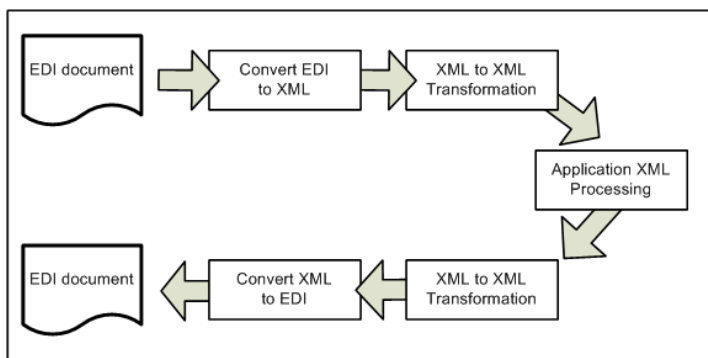 EDI document
Convert EDI
to XML
XML to XML
Transformation
Application XML
Processing
EDI document
Convert XML
to EDI
XML to XML
Transformation